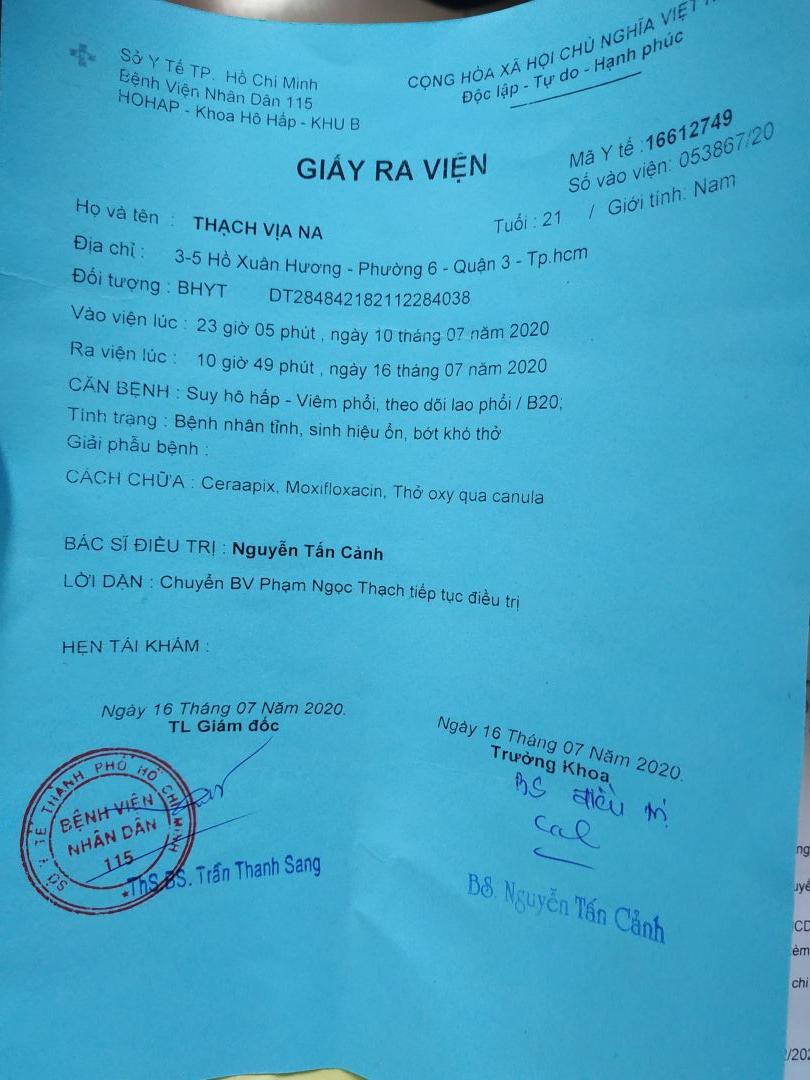 Sở Y Tế TP. Hồ Chí Minh
Bệnh Viện Nhân Dân 115
HOHAP - Khoa Hô Hấp - KHU B
CỘNG HÒA XÃ HỘI CHỦ NGHĨA VIỆT
Độc lập - Tự do - Hạnh phúc
GIẤY RA VIỆN
Mã Y tế :16612749
Số vào viện: 053867/20
Họ và tên : THẠCH VỊA NA
Tuổi : 21 / Giới tính: Nam
Địa chỉ : 3-5 Hồ Xuân Hương - Phường 6 - Quận 3 - Tp.hcm
Đối tượng : BHYT DT284842182112284038
Vào viện lúc : 23 giờ 05 phút , ngày 10 tháng 07 năm 2020
Ra viện lúc : 10 giờ 49 phút , ngày 16 tháng 07 năm 2020
CĂN BỆNH : Suy hô hấp - Viêm phổi, theo dõi lao phổi / B20;
Tình trạng : Bệnh nhân tỉnh, sinh hiệu ổn, bớt khó thở
Giải phẫu bệnh :
CÁCH CHỮA : Ceraapix, Moxifloxacin, Thở oxy qua canula
BÁC SĨ ĐIỀU TRỊ : Nguyễn Tấn Cảnh
LỜI DẶN : Chuyển BV Phạm Ngọc Thạch tiếp tục điều trị
HẸN TÁI KHÁM :
Ngày 16 Tháng 07 Năm 2020.
TL Giám đốc
SỞ Y TẾ THÀNH PHỐ HỒ CHÍ MINH
BỆNH VIỆN
NHÂN DÂN
115
ThS.BS. Trần Thanh Sang
Ngày 16 Tháng 07 Năm 2020.
Trưởng Khoa
BS điều trị
BS. Nguyễn Tấn Cảnh